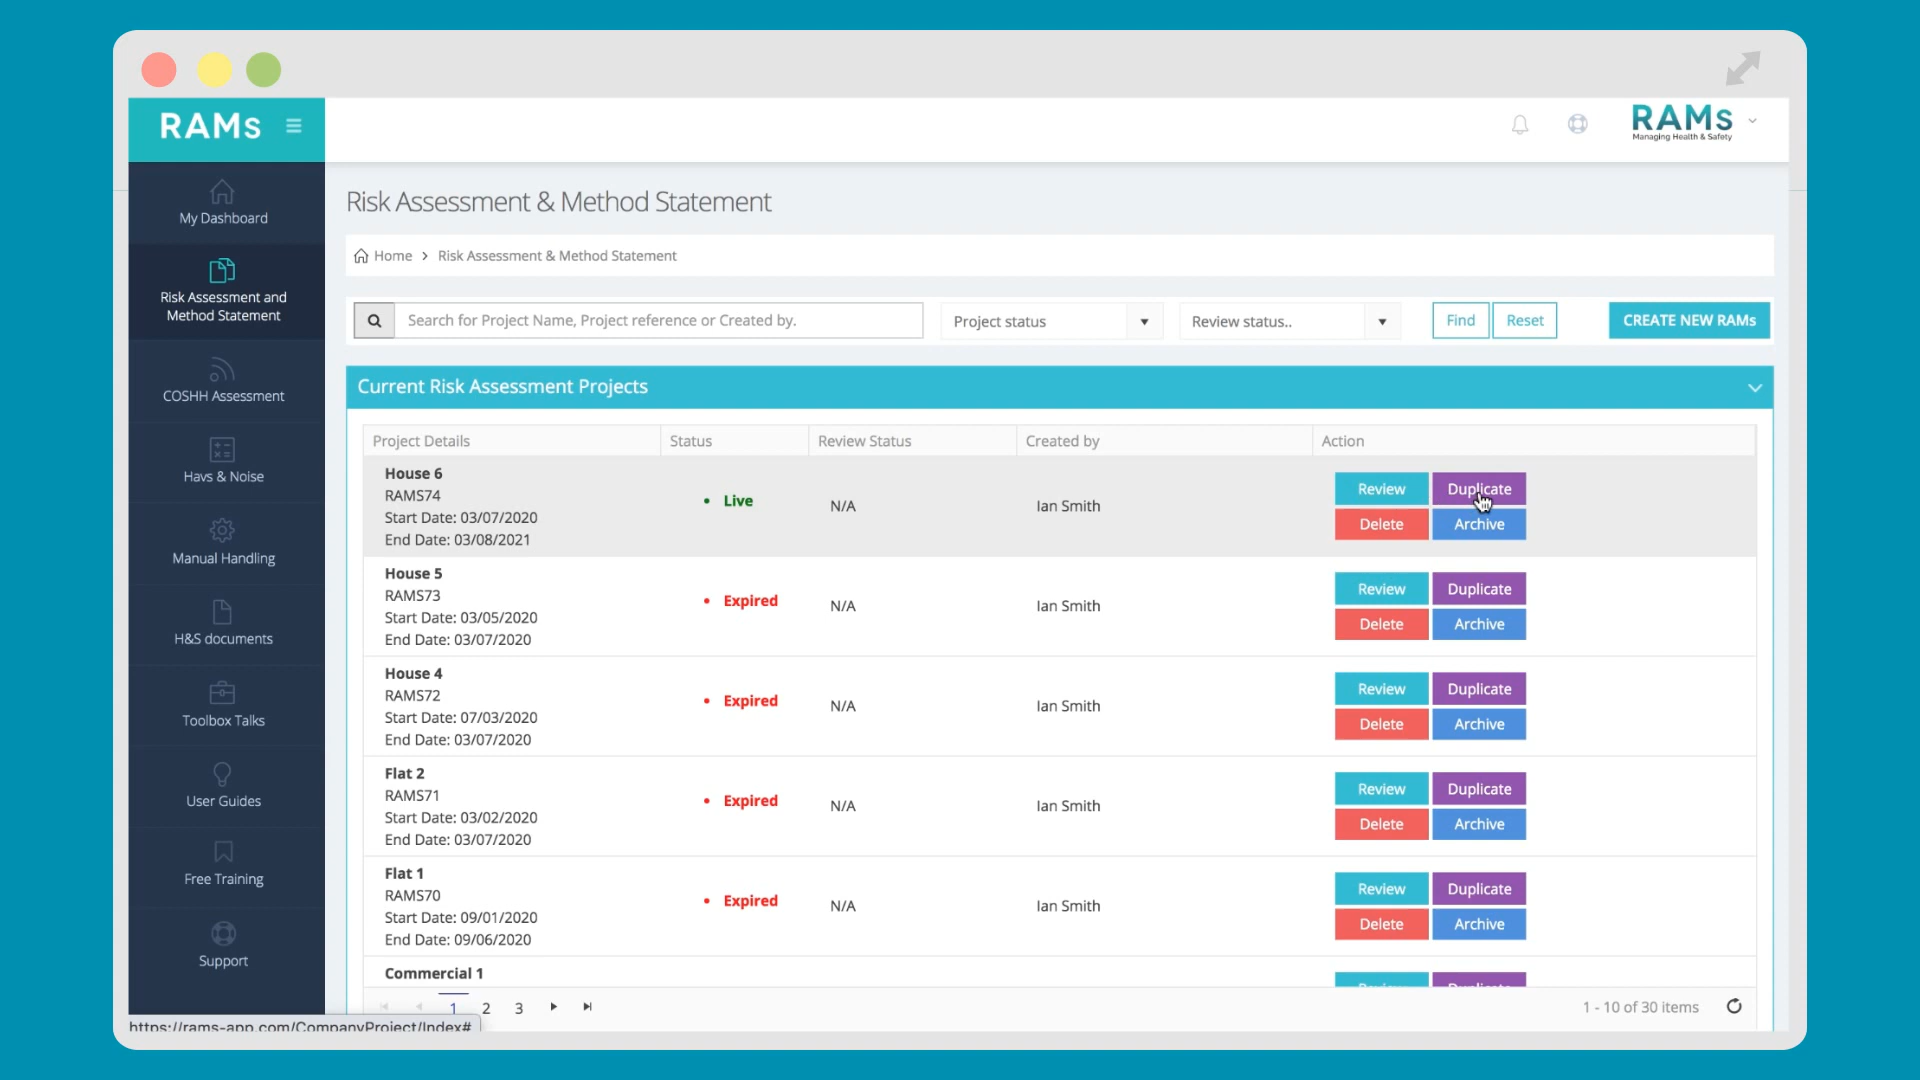 RAMs
RAMs
Managing Health & Safety
My Dashboard
Risk Assessment and
Method Statement
COSHH Assessment
Havs & Noise
Manual Handling
H&S documents
Toolbox Talks
User Guides
Free Training
Support
Risk Assessment & Method Statement
Home > Risk Assessment & Method Statement
Search for Project Name, Project reference or Created by. Project status Review status.. Find Reset CREATE NEW RAMs
Current Risk Assessment Projects
Project Details Status Review Status Created by Action
House 6
RAMS74
Start Date: 03/07/2020
End Date: 03/08/2021
Live N/A Ian Smith
Review Duplicate
Delete Archive
House 5
RAMS73
Start Date: 03/05/2020
End Date: 03/07/2020
Expired N/A Ian Smith
Review Duplicate
Delete Archive
House 4
RAMS72
Start Date: 07/03/2020
End Date: 03/07/2020
Expired N/A Ian Smith
Review Duplicate
Delete Archive
Flat 2
RAMS71
Start Date: 03/02/2020
End Date: 03/07/2020
Expired N/A Ian Smith
Review Duplicate
Delete Archive
Flat 1
RAMS70
Start Date: 09/01/2020
End Date: 09/06/2020
Expired N/A Ian Smith
Review Duplicate
Delete Archive
Commercial 1
Review Duplicate
1 2 3
1 - 10 of 30 items
https://rams-app.com/CompanyProject/Index#